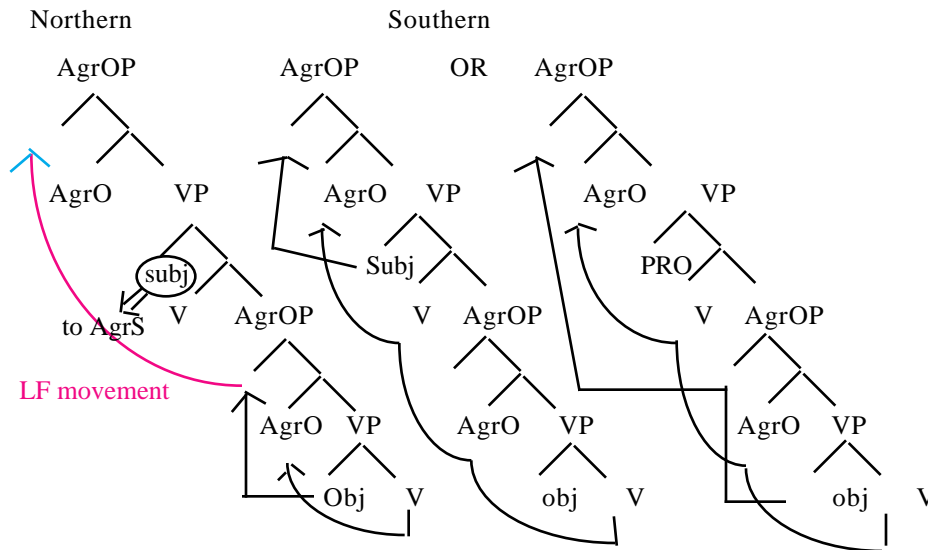 Northern Southern
AgrOP AgrOP OR AgrOP
AgrO VP AgrO VP AgrO VP
subj Subj PRO
to AgrS V AgrOP V AgrOP V AgrOP
LF movement
AgrO VP AgrO VP AgrO VP
Obj V obj V obj V